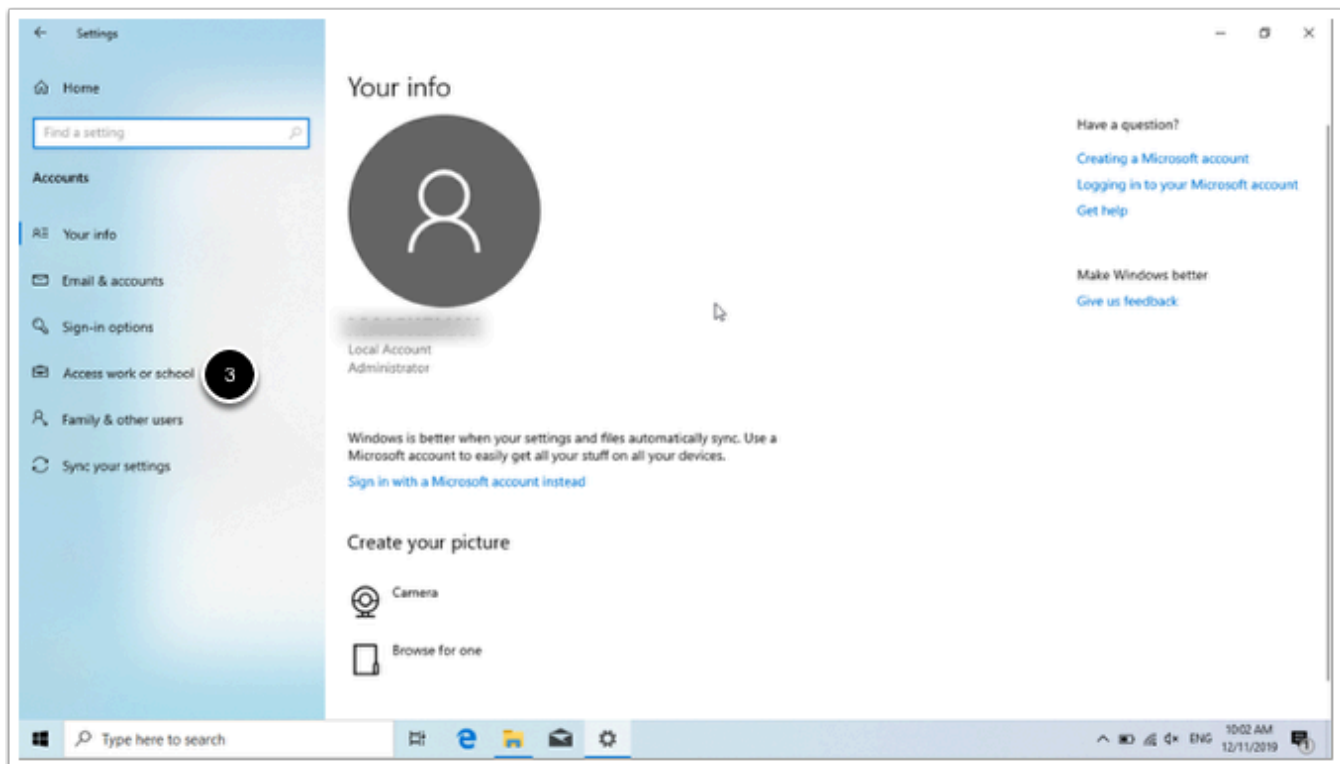 Settings
Home
Find a setting
Accounts
Your info
Email & accounts
Sign-in options
Access work or school
3
Family & other users
Sync your settings
Your info
Local Account
Administrator
Windows is better when your settings and files automatically sync. Use a
Microsoft account to easily get all your stuff on all your devices.
Sign in with a Microsoft account instead
Create your picture
Camera
Browse for one
Have a question?
Creating a Microsoft account
Logging in to your Microsoft account
Get help
Make Windows better
Give us feedback
Type here to search
ENG
10:02 AM
12/11/2019
1